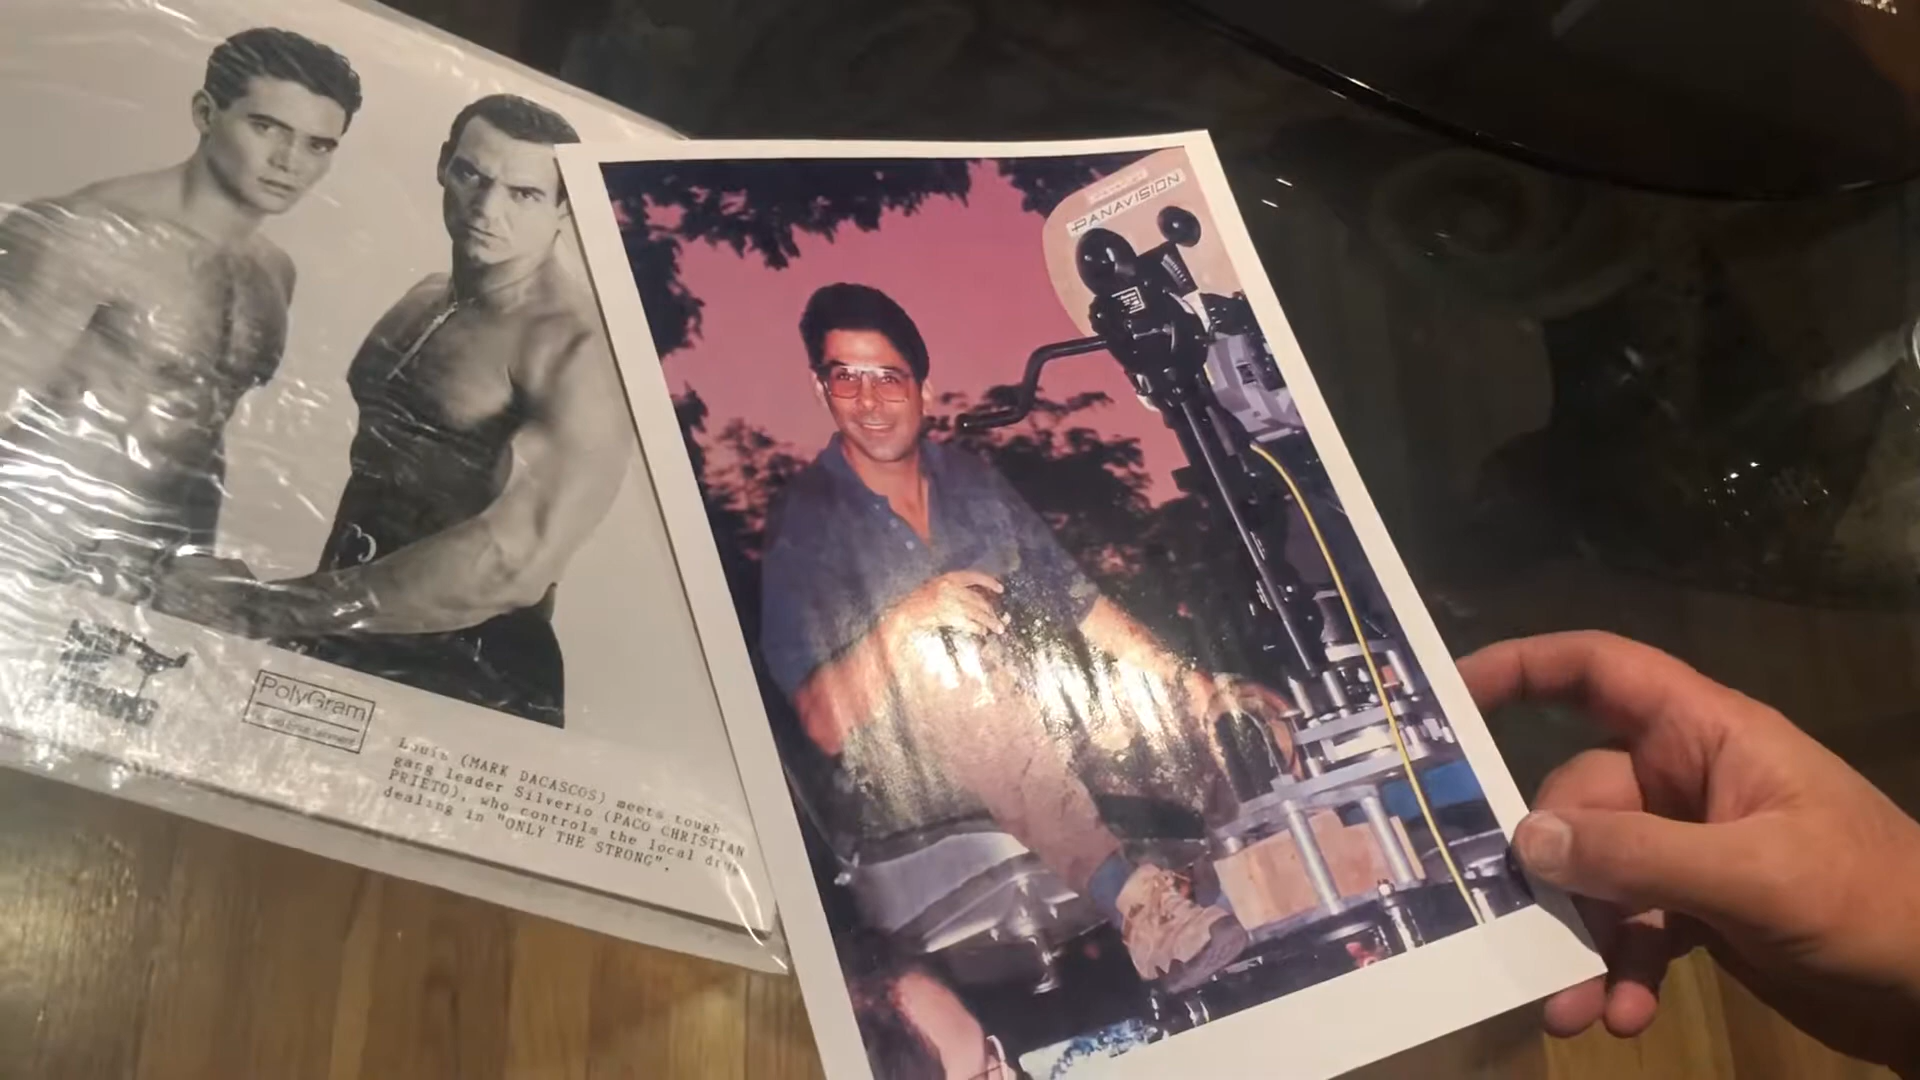 PANAVISION
PolyGram
Louis (MARK DACASCOS) meets tough
gang leader Silverio (PACO CHRISTIAN
PRIETO), who controls the local drug
dealing in "ONLY THE STRONG".